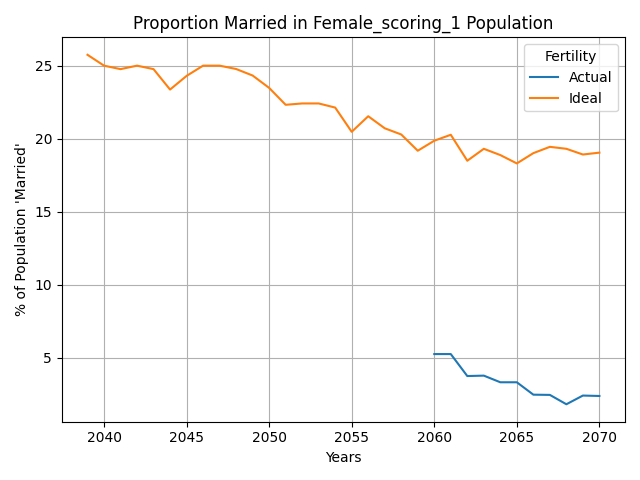 Proportion Married in Female_scoring_1 Population
% of Population 'Married'
25
20
15
10
5
Fertility
Actual
Ideal
2040 2045 2050 2055 2060 2065 2070
Years